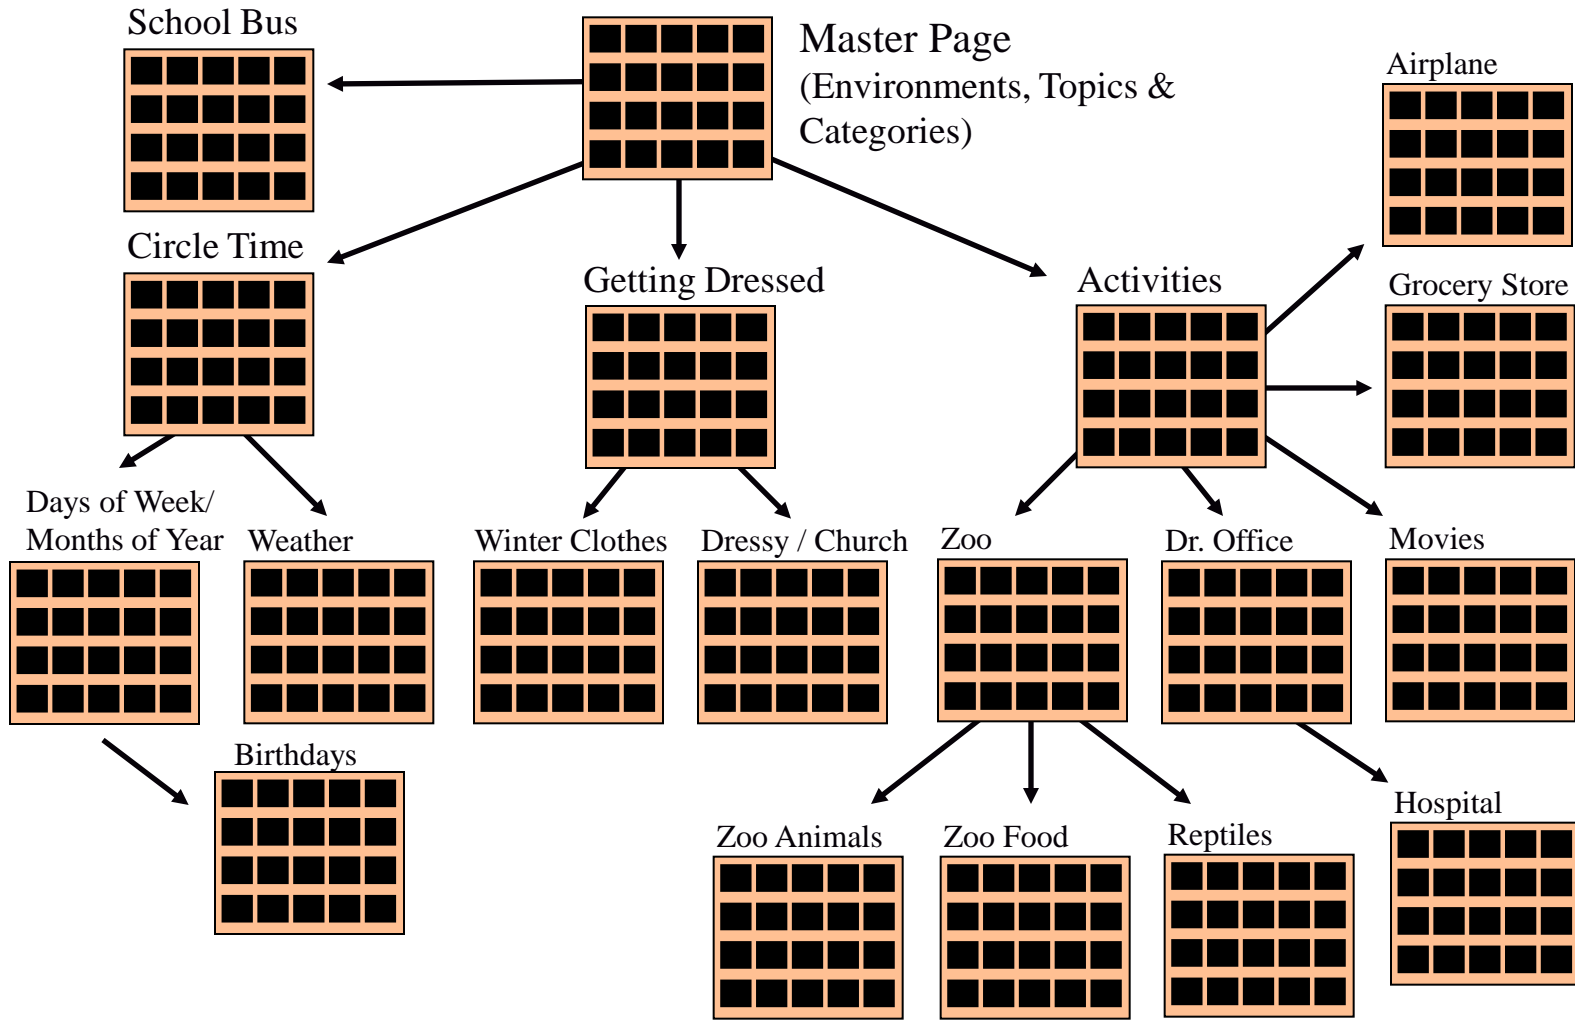 School Bus
Master Page
(Environments, Topics &
Categories)
Airplane
Circle Time
Getting Dressed
Activities
Grocery Store
Days of Week/
Months of Year
Weather
Winter Clothes
Dressy / Church
Zoo
Dr. Office
Movies
Birthdays
Zoo Animals
Zoo Food
Reptiles
Hospital